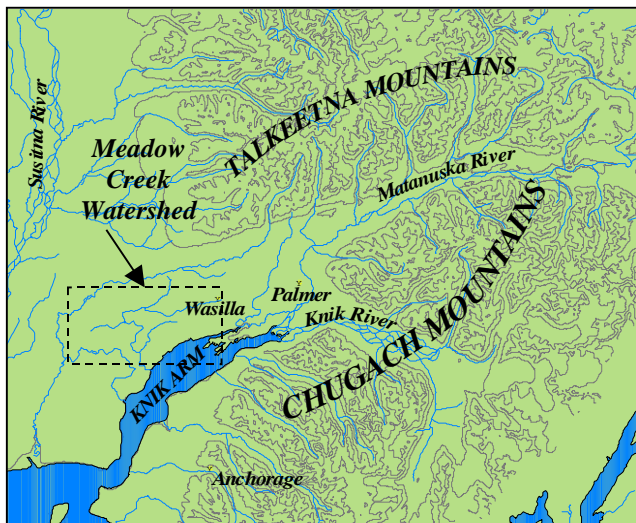 TALKEETNA MOUNTAINS
Susitna River
Meadow
Creek
Watershed
Matanuska River
CHUGACH MOUNTAINS
Wasilla
Palmer
Knik River
KNIK ARM
Anchorage